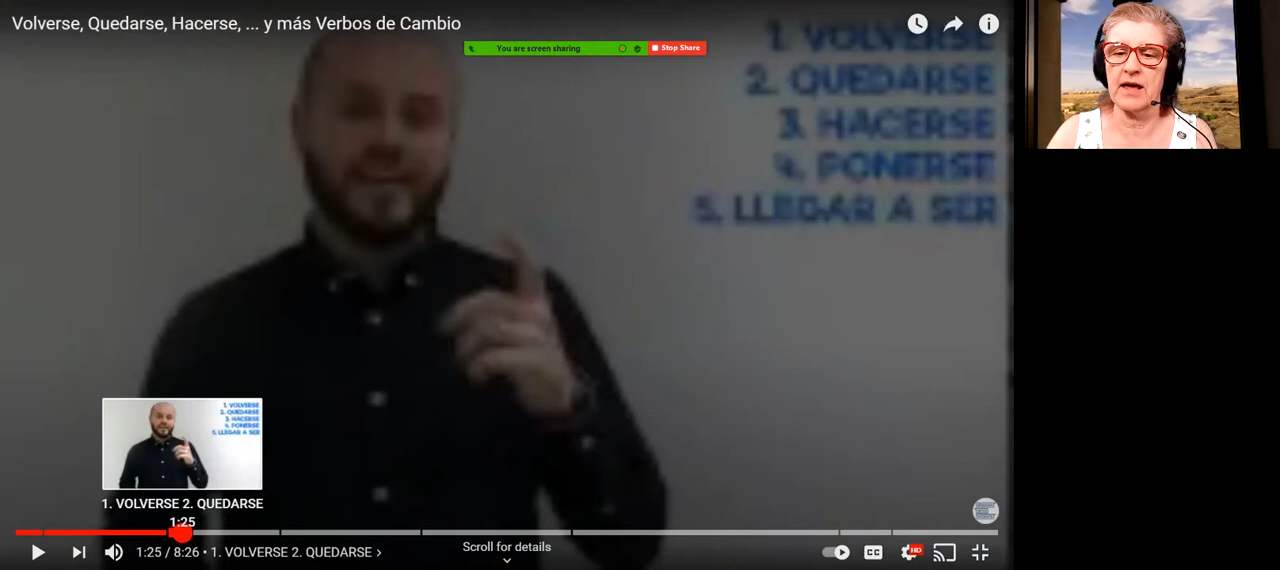 Volverse, Quedarse, Hacerse, ... y más Verbos de Cambio
You are screen sharing
Stop Share
1. VOLVERSE
2. QUEDARSE
3. HACERSE
4. PONERSE
5. LLEGAR A SER
1. VOLVERSE
2. QUEDARSE
3. HACERSE
4. PONERSE
5. LLEGAR A SER
1. VOLVERSE 2. QUEDARSE
1:25
1:25 / 8:26 • 1. VOLVERSE 2. QUEDARSE >
Scroll for details
CC
HD